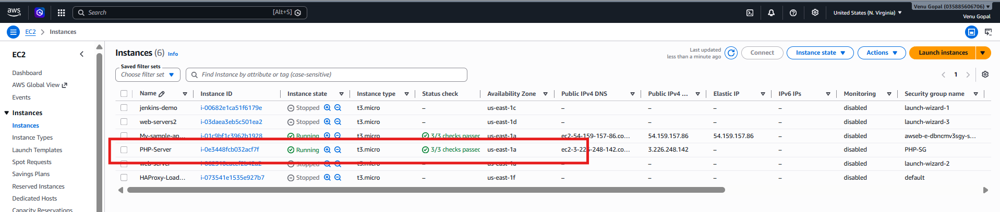 aws Search [Alt+S] United States (N. Virginia) Venu Gopal (035885606706)
Venu Gopal
EC2 Instances
EC2
Dashboard
AWS Global View
Events
Instances
Instances
Instance Types
Launch Templates
Spot Requests
Savings Plans
Reserved Instances
Dedicated Hosts
Capacity Reservations
Instances (6) Info
Last updated
less than a minute ago
Connect Instance state Actions Launch instances
Saved filter sets
Choose filter set Find Instance by attribute or tag (case-sensitive) 1
Name Instance ID Instance state Instance type Status check Availability Zone Public IPv4 DNS Public IPv4 ... Elastic IP IPv6 IPs Monitoring Security group name
jenkins-demo i-00682e1ca51f6179e Stopped t3.micro – us-east-1c – – – – disabled launch-wizard-1
web-servers2 i-03daea3eb5c501ea2 Stopped t3.micro – us-east-1d – – – – disabled launch-wizard-3
My-sample-ap... i-01c9bf1c3962b1928 Running t3.micro 3/3 checks passed us-east-1a ec2-54-159-157-86.co... 54.159.157.86 54.159.157.86 – disabled awseb-e-dbncmv3sgy-s...
PHP-Server i-0e3448fcb032acf7f Running t3.micro 3/3 checks passed us-east-1a ec2-3-226-248-142.co... 3.226.248.142 – – disabled PHP-SG
web-server Stopped t3.micro – us-east-1a – – – – disabled launch-wizard-2
HAProxy-Load... i-073541e1535e927b7 Stopped t3.micro – us-east-1f – – – – disabled default